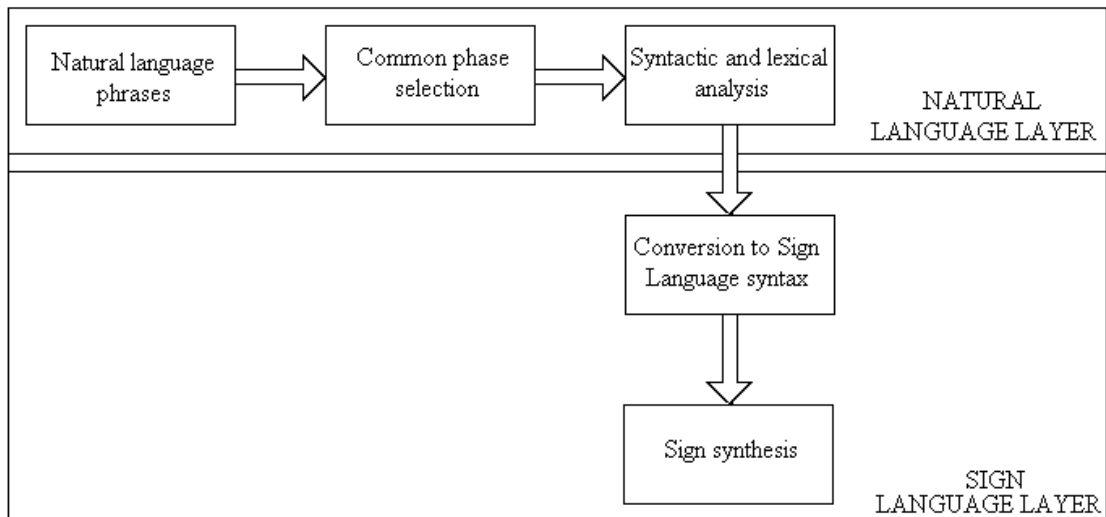 Natural language
phrases
Common phase
selection
Syntactic and lexical
analysis
NATURAL
LANGUAGE LAYER
Conversion to Sign
Language syntax
Sign synthesis
SIGN
LANGUAGE LAYER